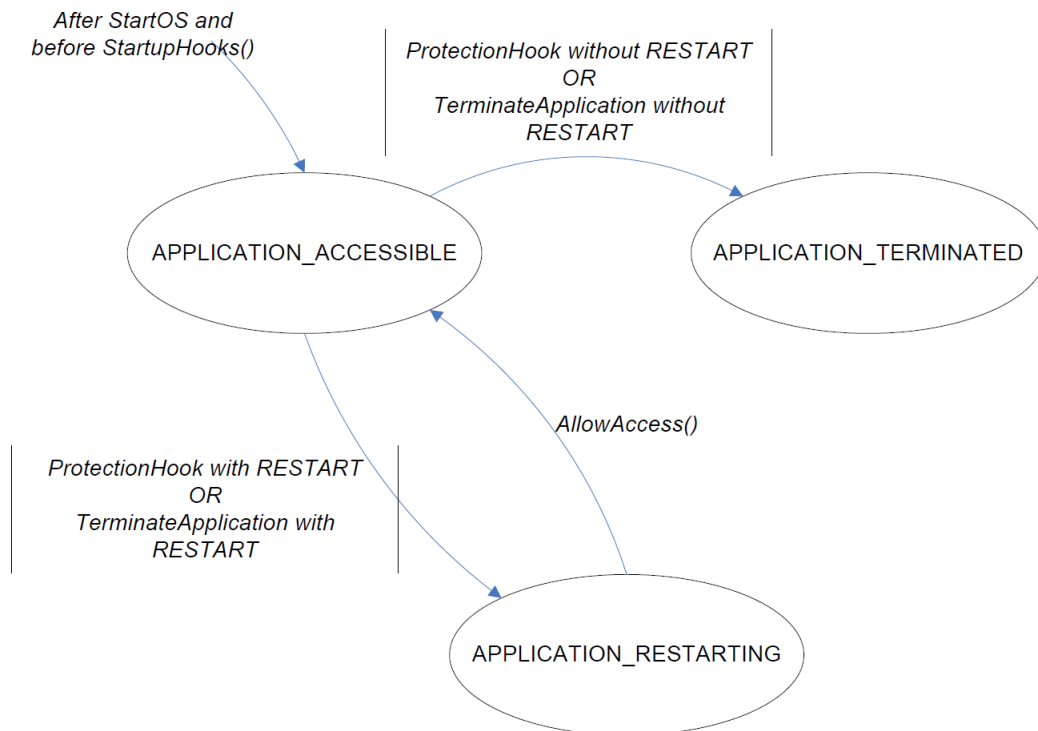 After StartOS and
before StartupHooks()
ProtectionHook without RESTART
OR
TerminateApplication without
RESTART
APPLICATION_ACCESSIBLE
APPLICATION_TERMINATED
AllowAccess()
ProtectionHook with RESTART
OR
TerminateApplication with
RESTART
APPLICATION_RESTARTING